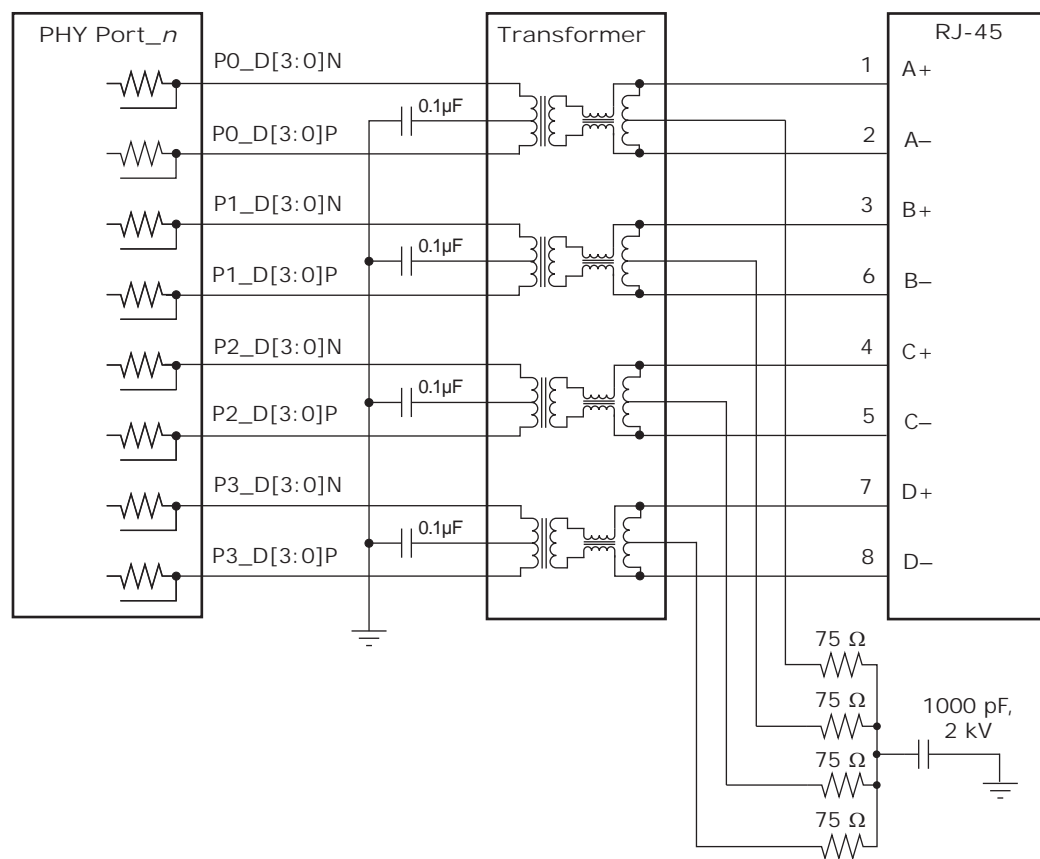 PHY Port_n
Transformer
RJ-45
P0_D[3:0]N
0.1µF
P0_D[3:0]P
1
A+
2
A–
P1_D[3:0]N
0.1µF
P1_D[3:0]P
3
B+
6
B–
P2_D[3:0]N
0.1µF
P2_D[3:0]P
4
C+
5
C–
P3_D[3:0]N
0.1µF
P3_D[3:0]P
7
D+
8
D–
75 Ω
75 Ω
75 Ω
75 Ω
1000 pF,
2 kV